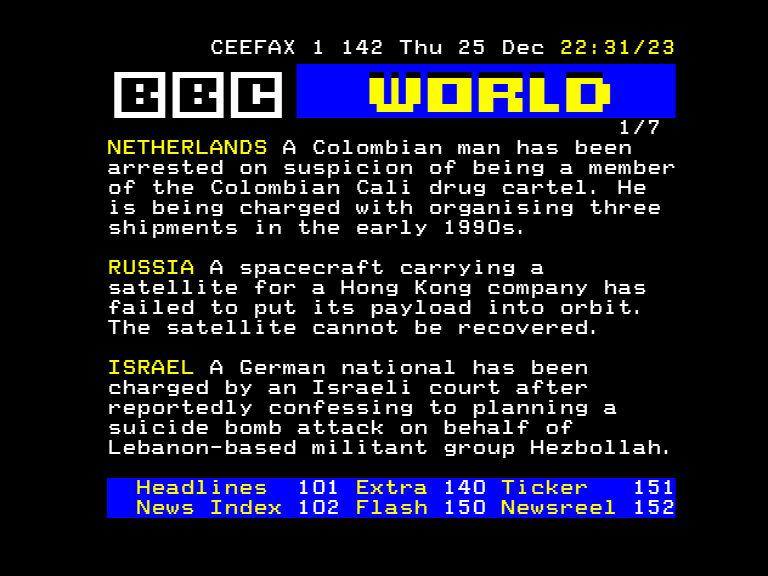 CEEFAX 1 142 Thu 25 Dec 22:31/23
BBC WORLD
1/7
NETHERLANDS A Colombian man has been
arrested on suspicion of being a member
of the Colombian Cali drug cartel. He
is being charged with organising three
shipments in the early 1990s.
RUSSIA A spacecraft carrying a
satellite for a Hong Kong company has
failed to put its payload into orbit.
The satellite cannot be recovered.
ISRAEL A German national has been
charged by an Israeli court after
reportedly confessing to planning a
suicide bomb attack on behalf of
Lebanon-based militant group Hezbollah.
Headlines 101 Extra 140 Ticker 151
News Index 102 Flash 150 Newsreel 152